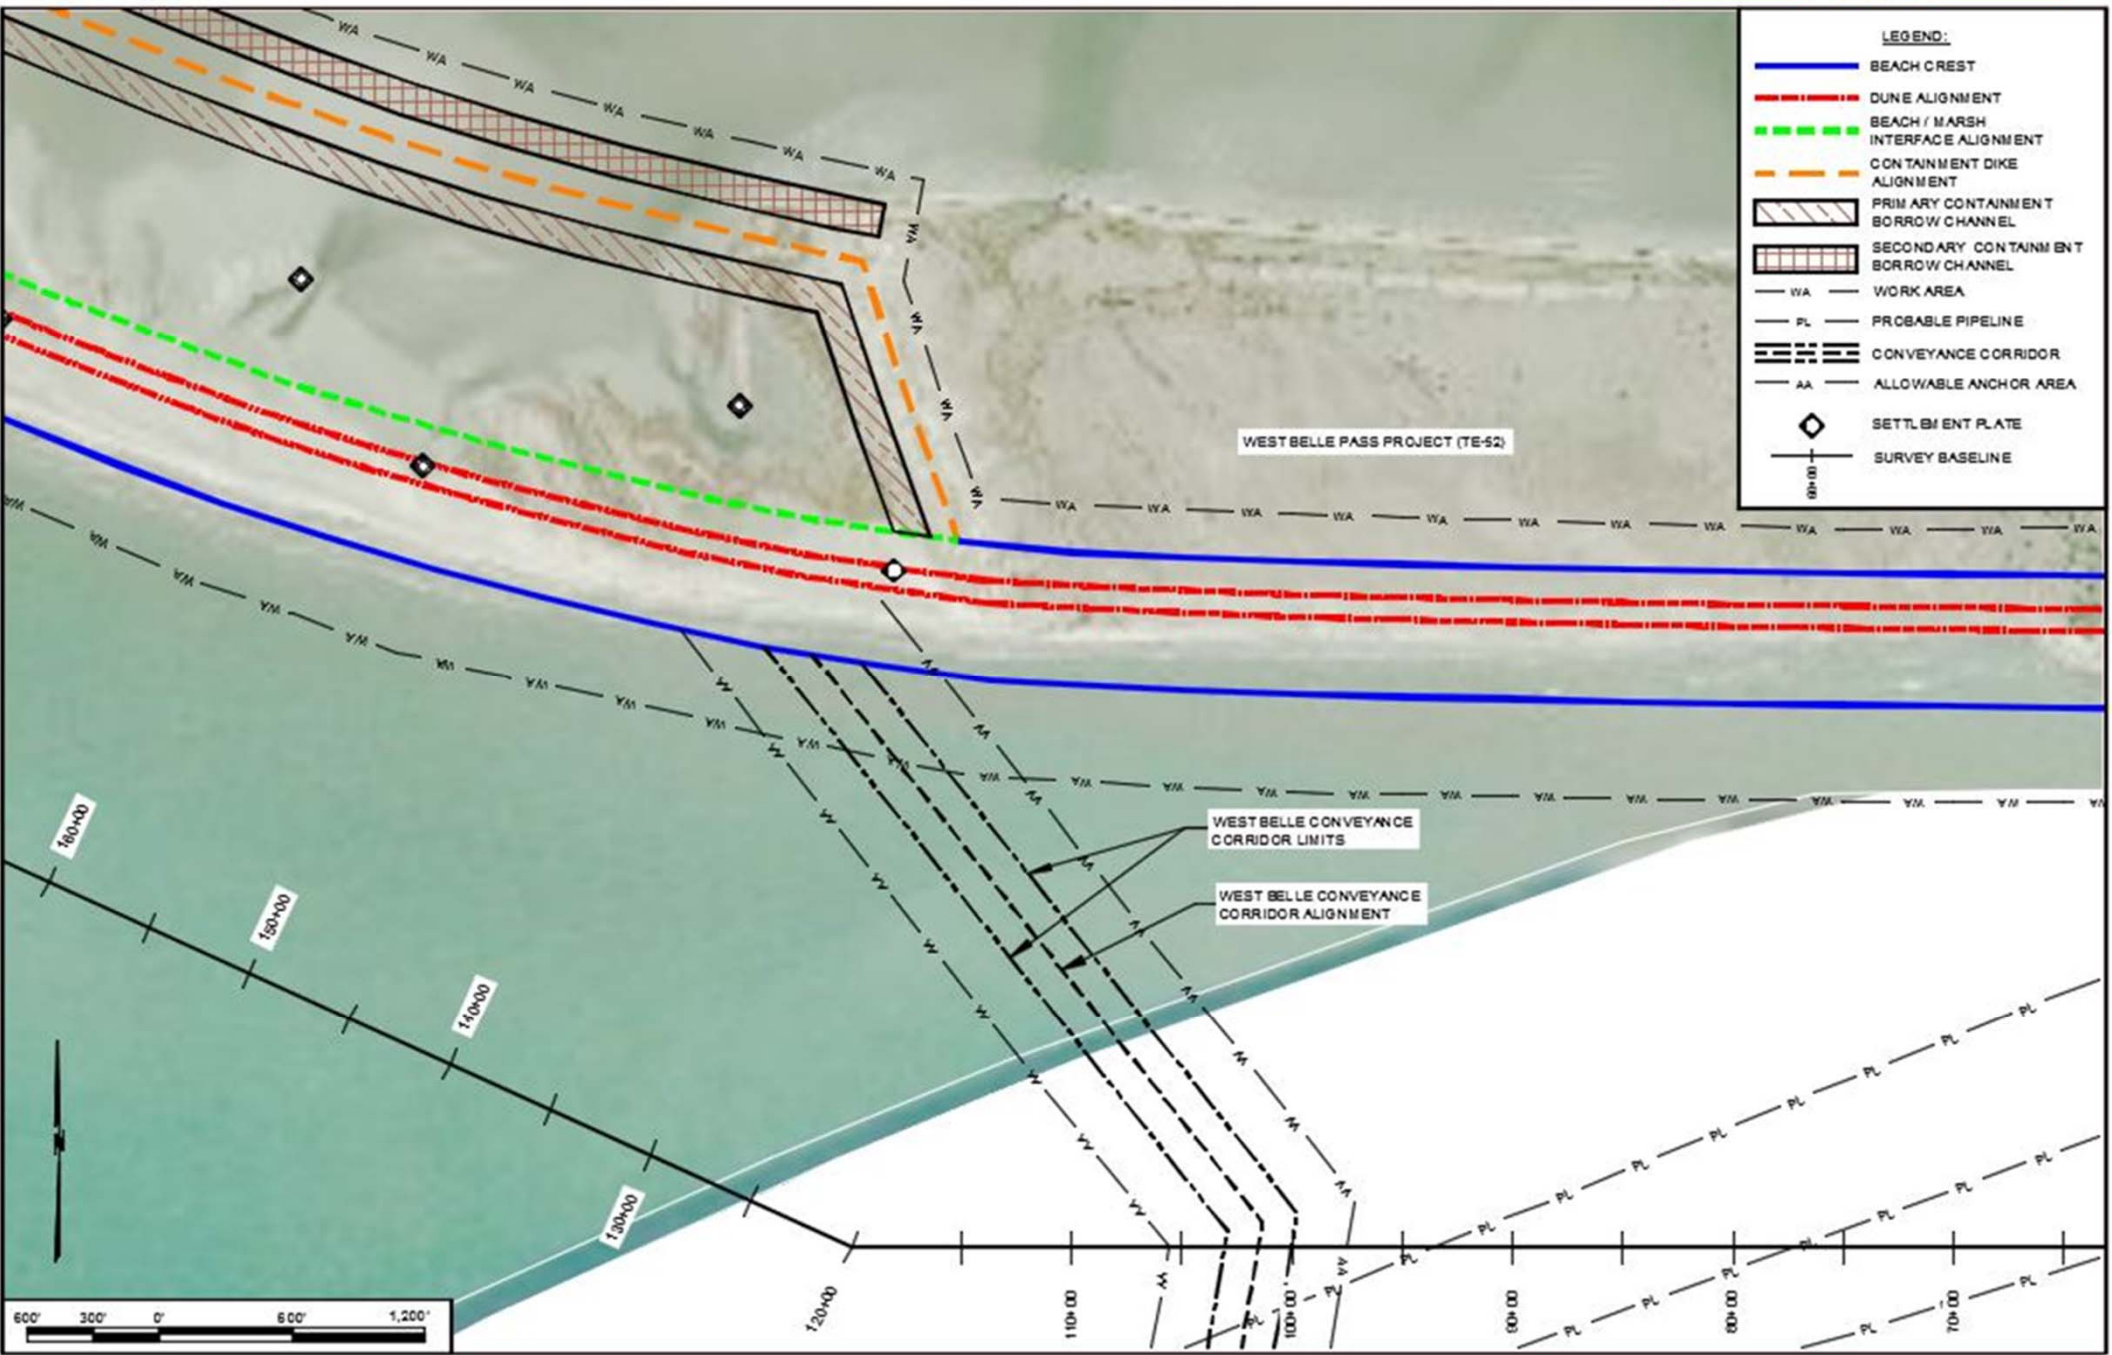 LEGEND:
BEACH CREST
DUNE ALIGNMENT
BEACH / MARSH
INTERFACE ALIGNMENT
CONTAINMENT DIKE
ALIGNMENT
PRIMARY CONTAINMENT
BORROW CHANNEL
SECONDARY CONTAINMENT
BORROW CHANNEL
WA WORK AREA
PL PROBABLE PIPELINE
CONVEYANCE CORRIDOR
AA ALLOWABLE ANCHOR AREA
SETTLEMENT PLATE
SURVEY BASELINE
WEST BELLE PASS PROJECT (TE-52)
WEST BELLE CONVEYANCE
CORRIDOR LIMITS
WEST BELLE CONVEYANCE
CORRIDOR ALIGNMENT
160+00
150+00
140+00
130+00
120+00
110+00
100+00
80+00
70+00
N
600' 300' 0' 600' 1,200'